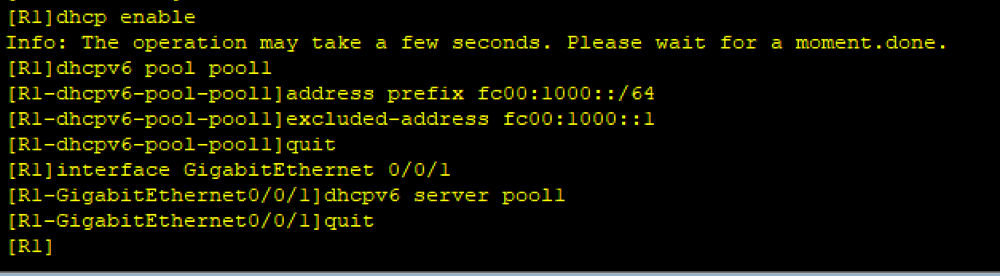 [R1]dhcp enable
Info: The operation may take a few seconds. Please wait for a moment.done.
[R1]dhcpv6 pool pool1
[R1-dhcpv6-pool-pool1]address prefix fc00:1000::/64
[R1-dhcpv6-pool-pool1]excluded-address fc00:1000::1
[R1-dhcpv6-pool-pool1]quit
[R1]interface GigabitEthernet 0/0/1
[R1-GigabitEthernet0/0/1]dhcpv6 server pool1
[R1-GigabitEthernet0/0/1]quit
[R1]